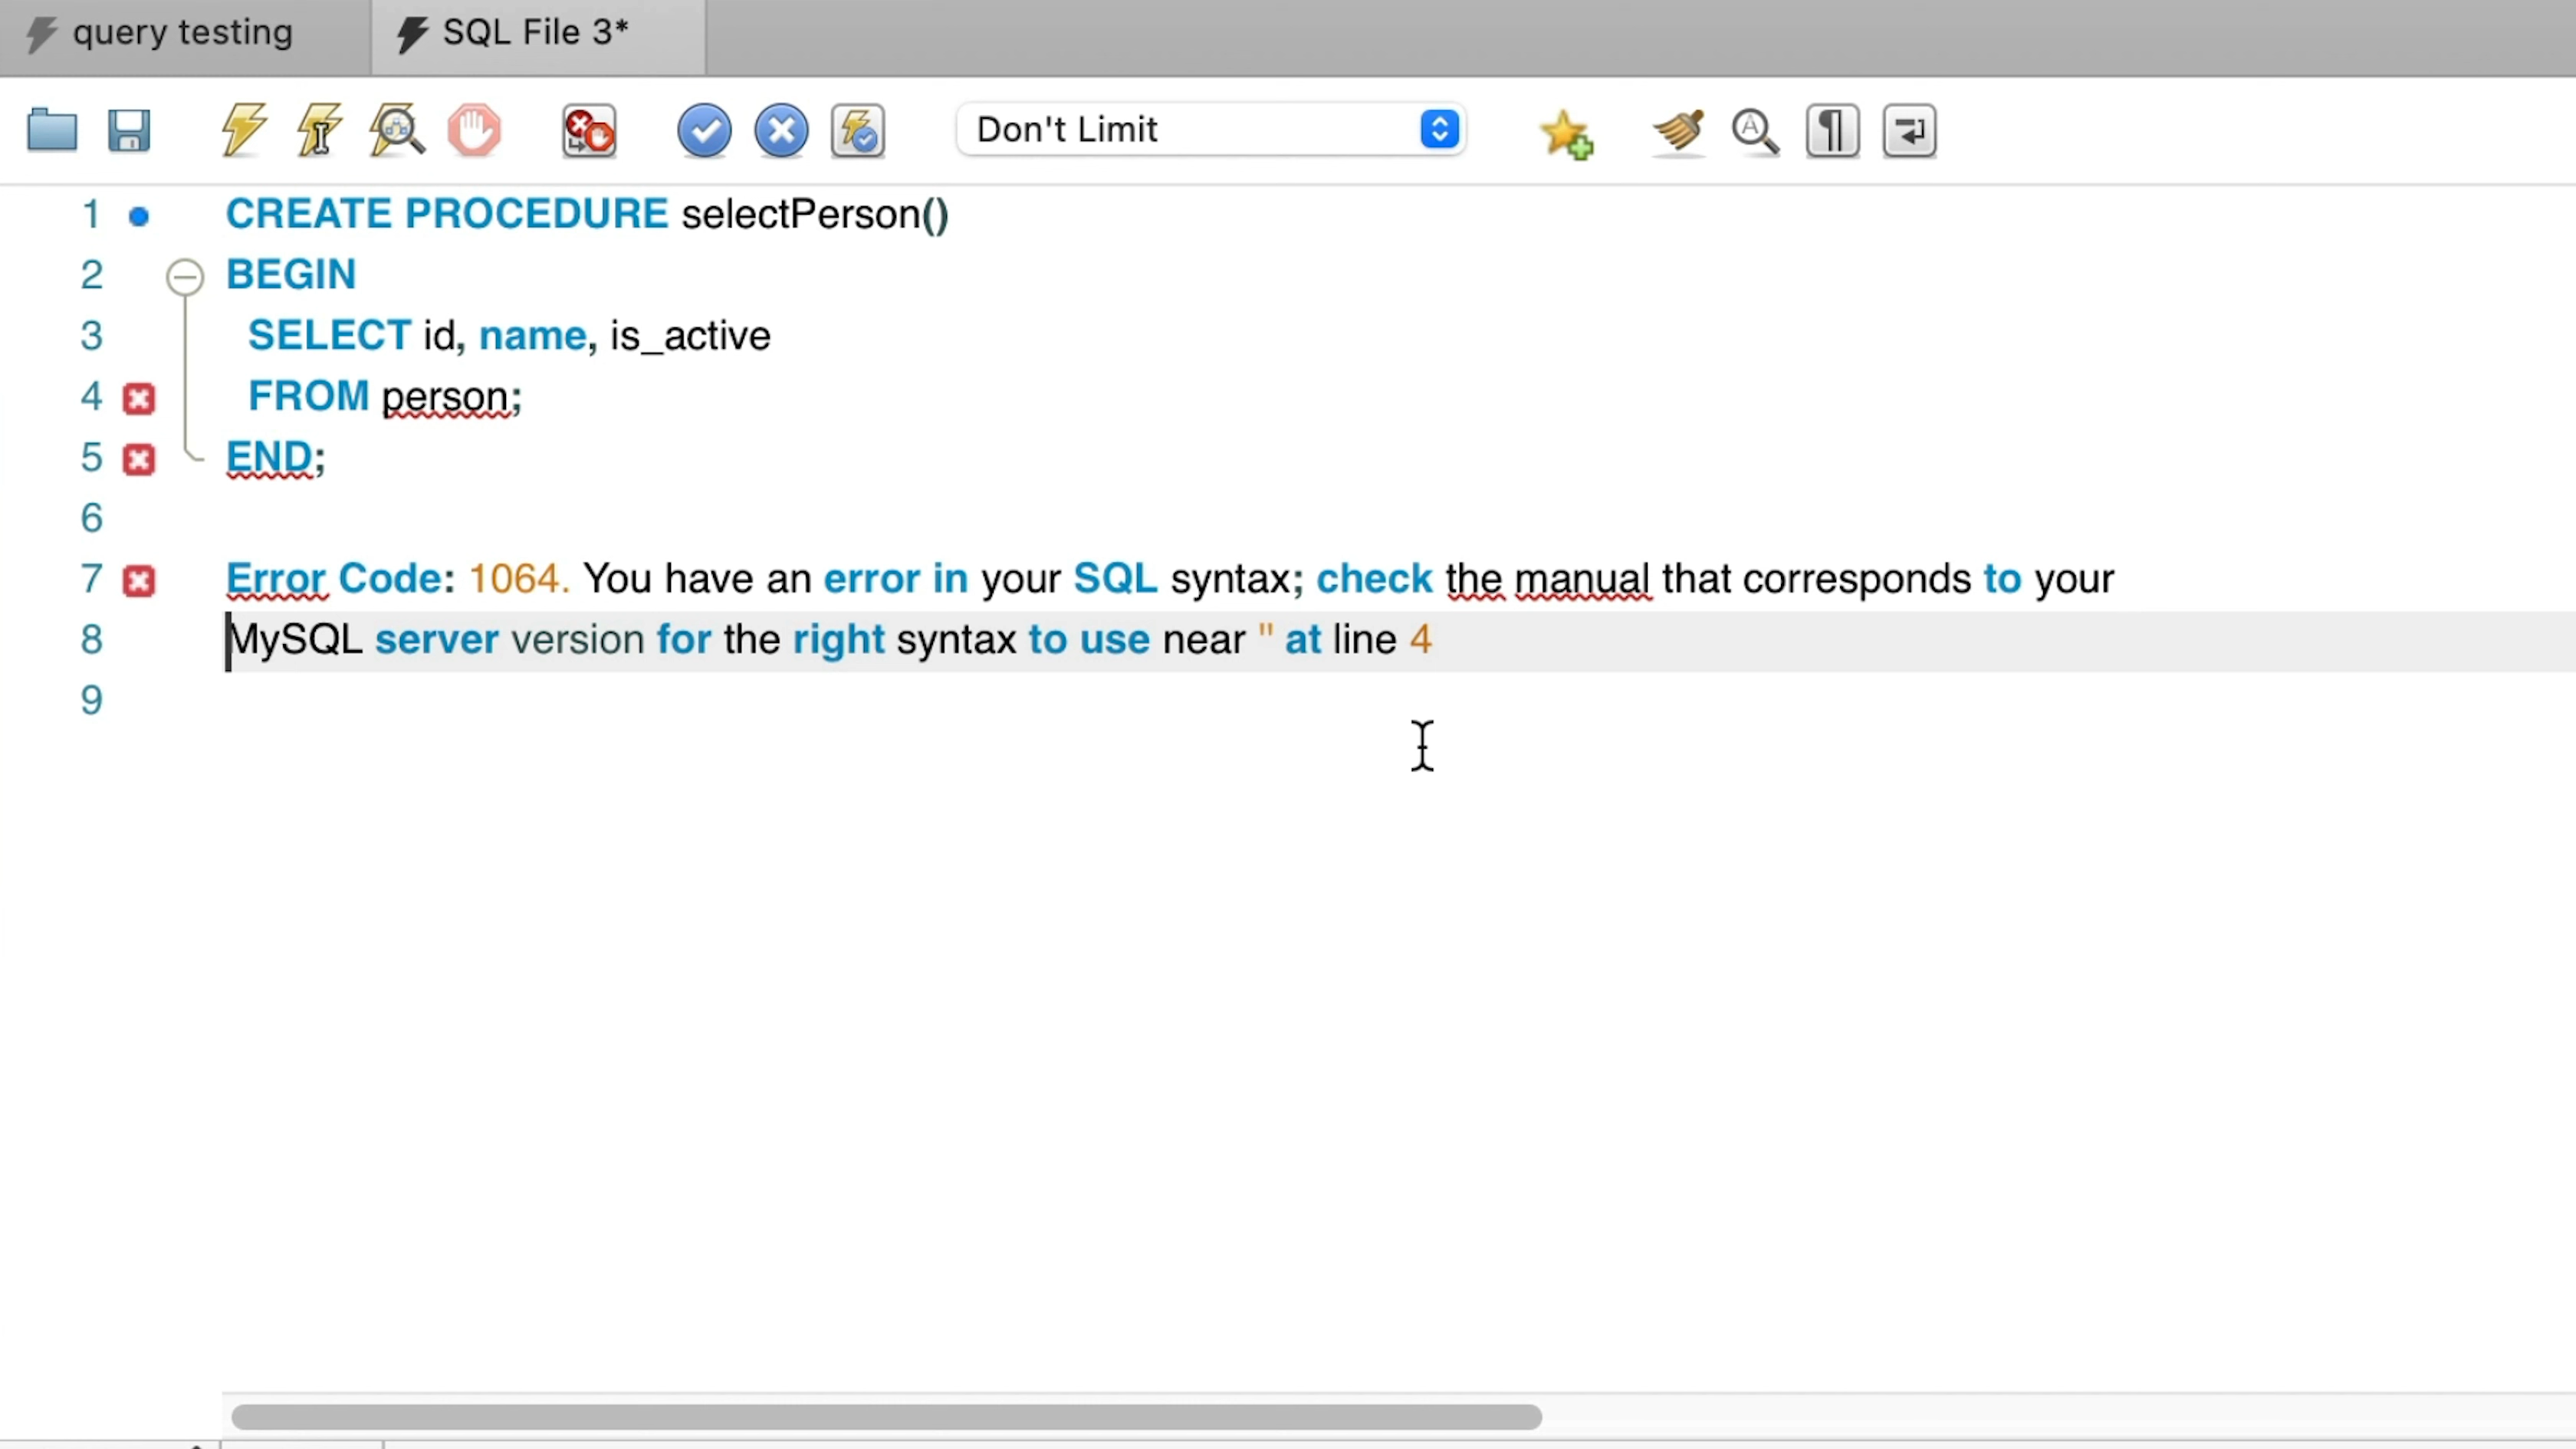 query testing
SQL File 3*
Don't Limit
1 CREATE PROCEDURE selectPerson()
2 BEGIN
3 SELECT id, name, is_active
4 FROM person;
5 END;
6
7 Error Code: 1064. You have an error in your SQL syntax; check the manual that corresponds to your
8 MySQL server version for the right syntax to use near '' at line 4
9